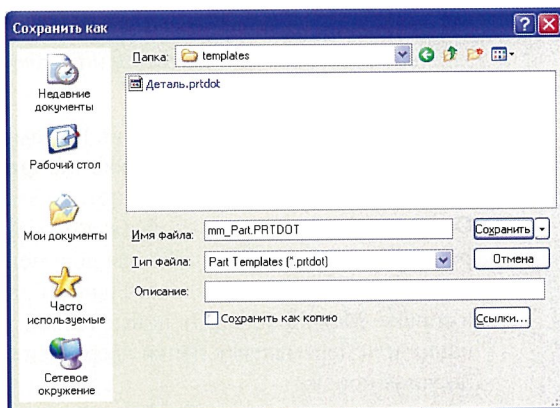 Сохранить как
Папка: templates
Деталь.prtdot
Недавние
документы
Рабочий стол
Мои документы
Часто
используемые
Сетевое
окружение
Имя файла: mm_Part.PRTDOT Сохранить
Тип файла: Part Templates (*.prtdot) Отмена
Описание:
Сохранить как копию Ссылки...